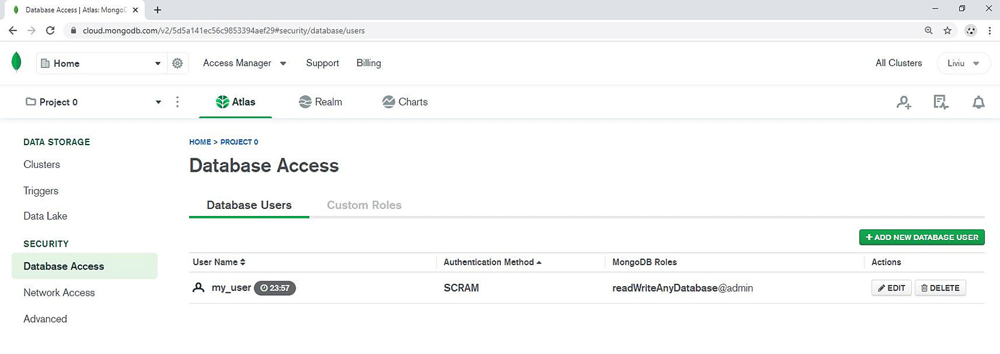 Database Access | Atlas: MongoD
cloud.mongodb.com/v2/5d5a141ec56c9853394aef29#security/database/users
Home Access Manager Support Billing All Clusters Liviu
Project 0 Atlas Realm Charts
DATA STORAGE
Clusters
Triggers
Data Lake
SECURITY
Database Access
Network Access
Advanced
HOME > PROJECT 0
Database Access
Database Users Custom Roles
+ ADD NEW DATABASE USER
User Name Authentication Method MongoDB Roles Actions
my_user 23:57 SCRAM readWriteAnyDatabase@admin EDIT DELETE